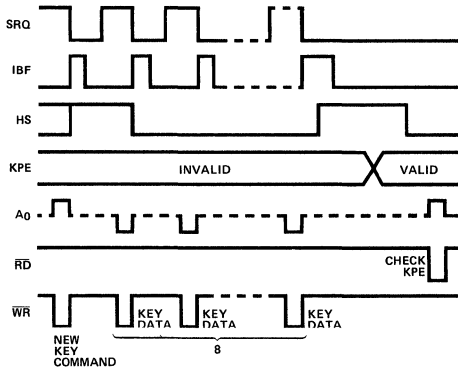 SRQ
IBF
HS
KPE
INVALID
VALID
A0
RD
CHECK
KPE
WR
KEY
DATA
KEY
DATA
KEY
DATA
NEW
KEY
COMMAND
8